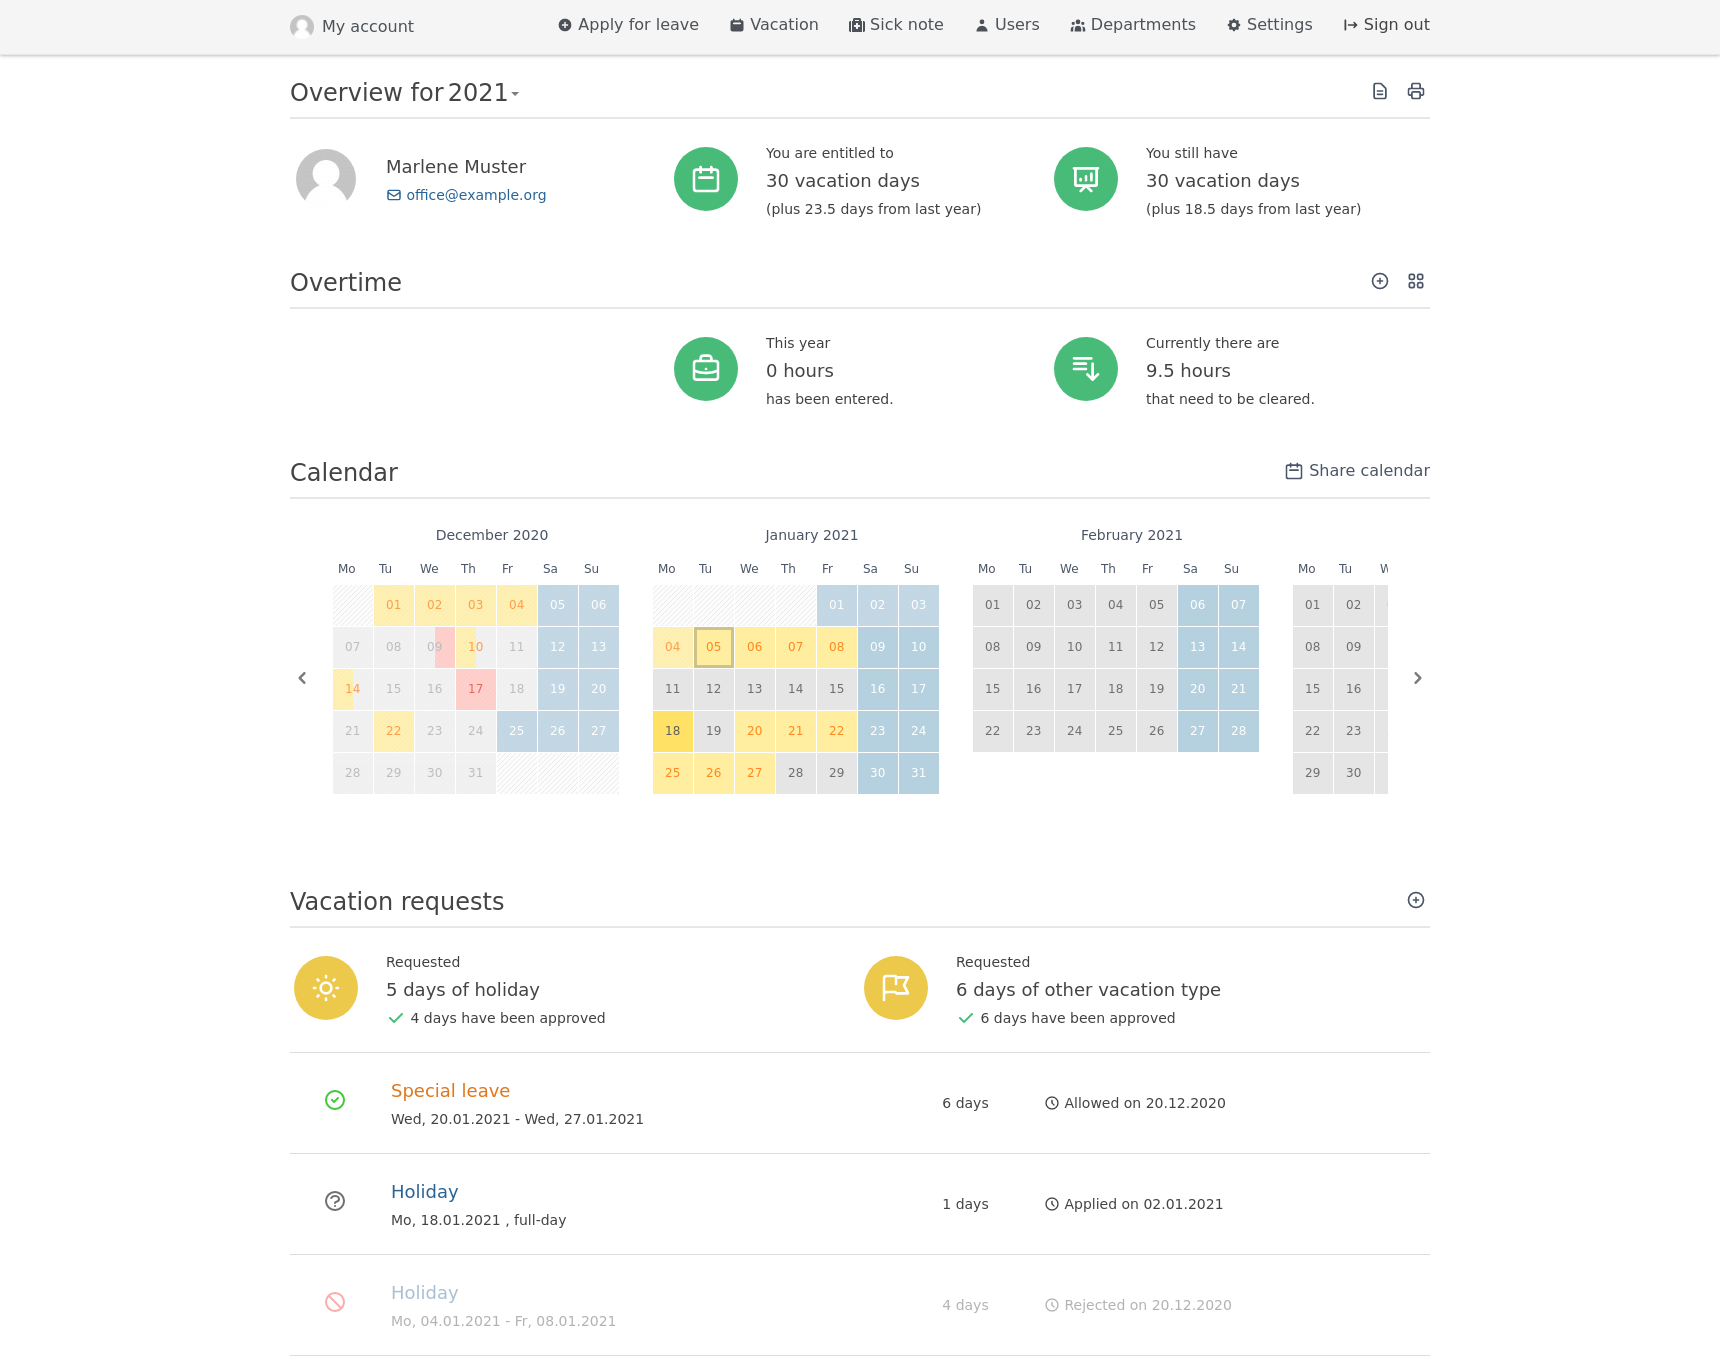 My account Apply for leave Vacation Sick note Users Departments Settings Sign out
Overview for 2021
Marlene Muster
office@example.org
You are entitled to
30 vacation days
(plus 23.5 days from last year)
You still have
30 vacation days
(plus 18.5 days from last year)
Overtime
This year
0 hours
has been entered.
Currently there are
9.5 hours
that need to be cleared.
Calendar
Share calendar
December 2020
Mo Tu We Th Fr Sa Su
01 02 03 04 05 06
07 08 09 10 11 12 13
14 15 16 17 18 19 20
21 22 23 24 25 26 27
28 29 30 31
January 2021
Mo Tu We Th Fr Sa Su
01 02 03
04 05 06 07 08 09 10
11 12 13 14 15 16 17
18 19 20 21 22 23 24
25 26 27 28 29 30 31
February 2021
Mo Tu We Th Fr Sa Su
01 02 03 04 05 06 07
08 09 10 11 12 13 14
15 16 17 18 19 20 21
22 23 24 25 26 27 28
Mo Tu
01 02
08 09
15 16
22 23
29 30
Vacation requests
Requested
5 days of holiday
4 days have been approved
Requested
6 days of other vacation type
6 days have been approved
Special leave
Wed, 20.01.2021 - Wed, 27.01.2021
6 days
Allowed on 20.12.2020
Holiday
Mo, 18.01.2021 , full-day
1 days
Applied on 02.01.2021
Holiday
Mo, 04.01.2021 - Fr, 08.01.2021
4 days
Rejected on 20.12.2020